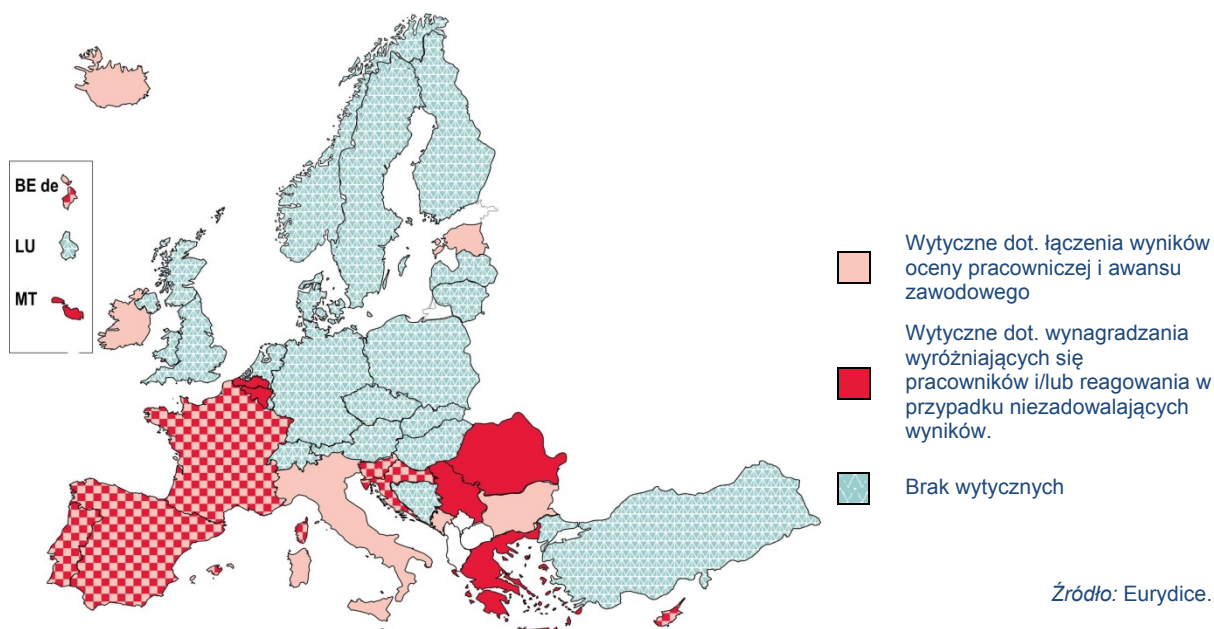 BE de
LU
MT
Wytyczne dot. łączenia wyników
oceny pracowniczej i awansu
zawodowego
Wytyczne dot. wynagradzania
wyróżniających się
pracowników i/lub reagowania w
przypadku niezadowalających
wyników.
Brak wytycznych
Źródło: Eurydice.